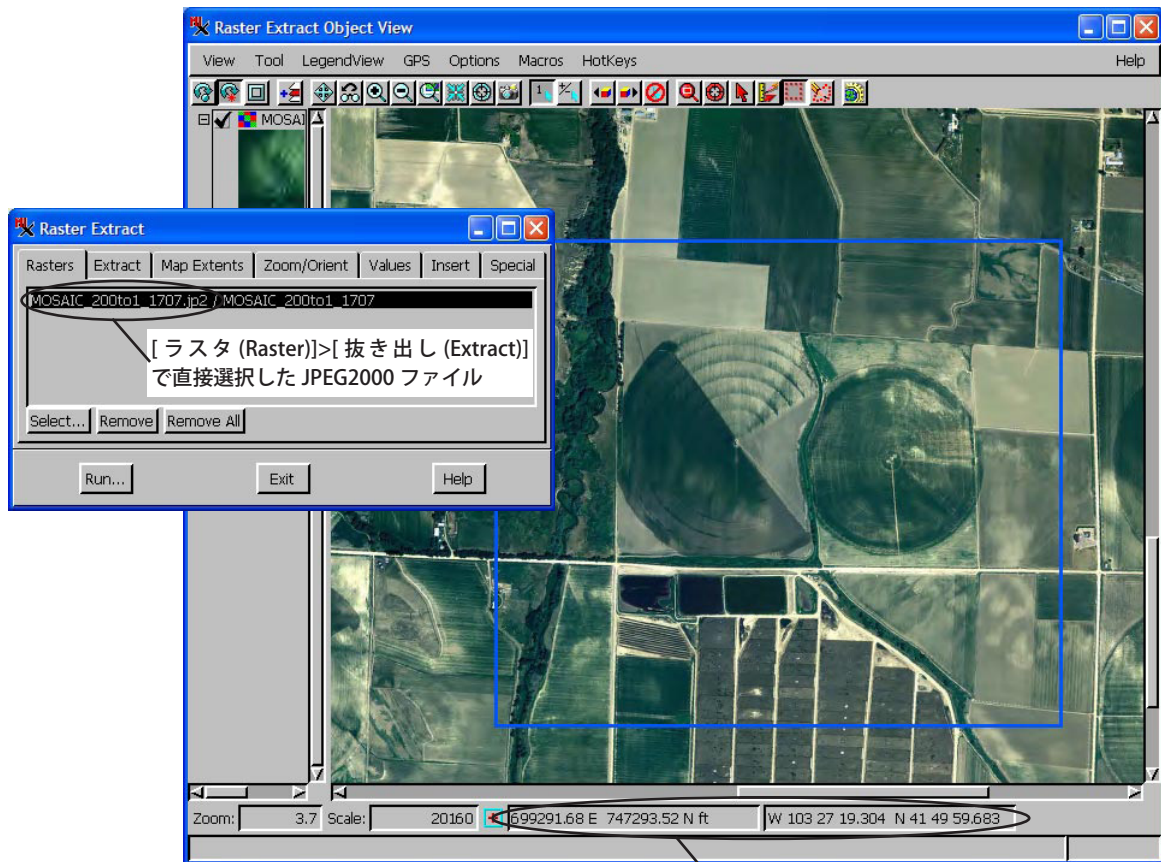 Raster Extract Object View
View Tool LegendView GPS Options Macros HotKeys Help
MOSAI
Raster Extract
Rasters Extract Map Extents Zoom/Orient Values Insert Special
MOSAIC_200to1_1707.jp2 / MOSAIC_200to1_1707
[ ラスタ (Raster)]>[ 抜き出し (Extract)]
で直接選択した JPEG2000 ファイル
Select... Remove Remove All
Run... Exit Help
Zoom: 3.7 Scale: 20160 699291.68 E 747293.52 N ft W 103 27 19.304 N 41 49 59.683